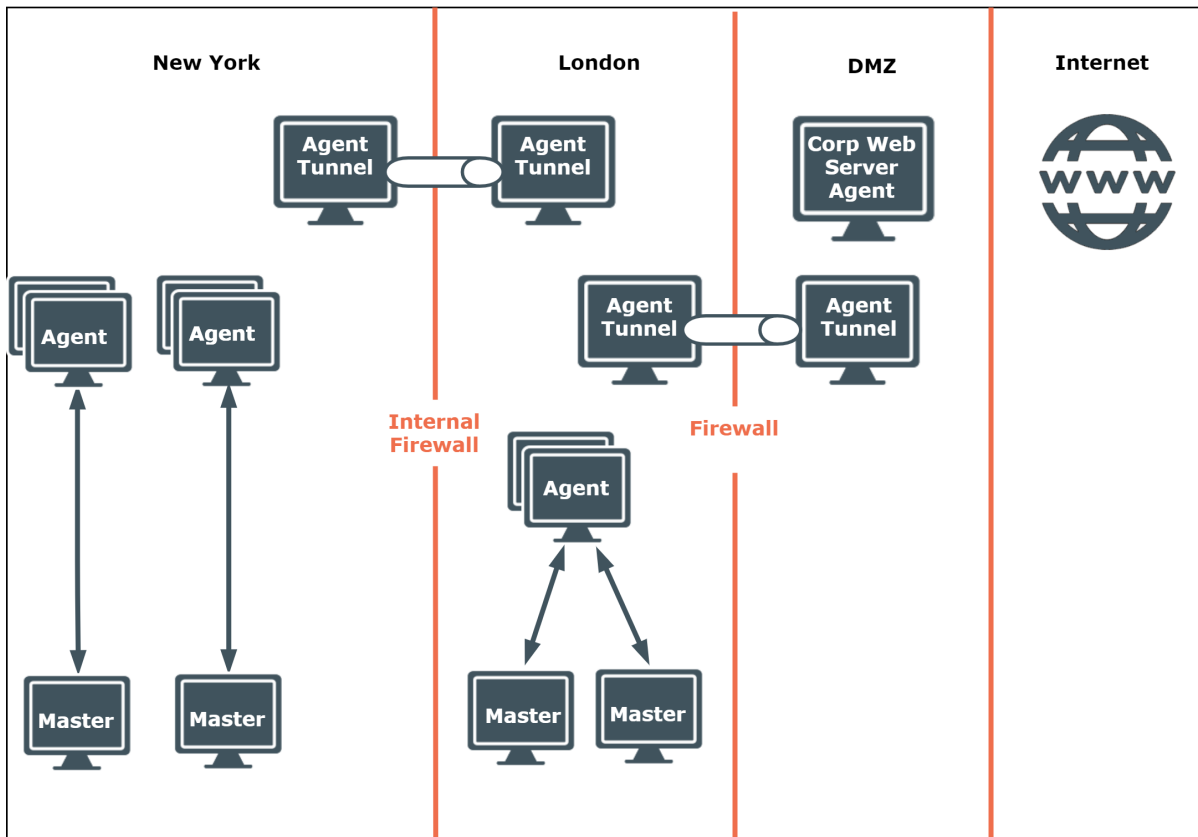 New York
London
DMZ
Internet
Agent
Tunnel
Agent
Tunnel
Corp Web
Server
Agent
WWW
Agent
Agent
Agent
Tunnel
Agent
Tunnel
Internal
Firewall
Firewall
Agent
Master
Master
Master
Master